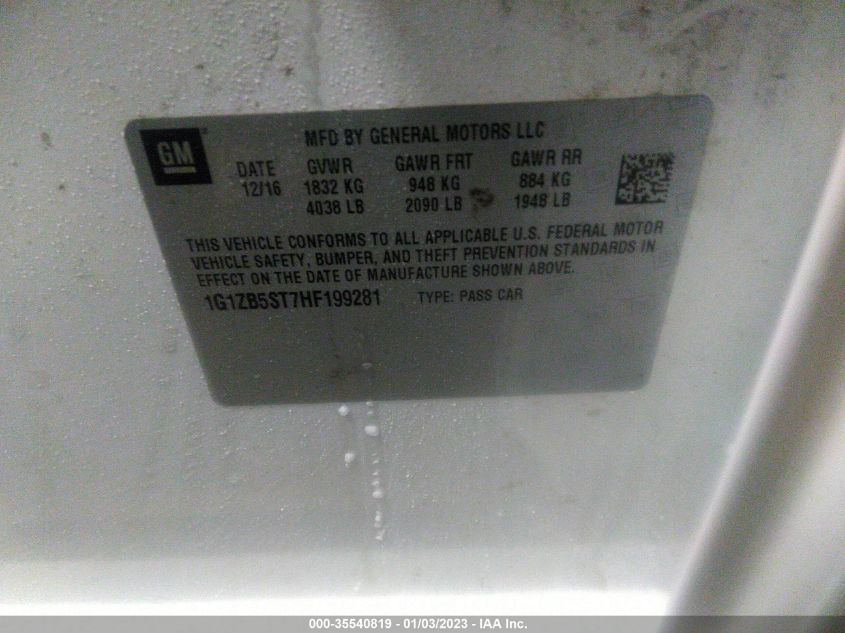 GM
MFD BY GENERAL MOTORS LLC
DATE GVWR GAWR FRT GAWR RR
12/16 1832 KG 948 KG 884 KG
4038 LB 2090 LB 1948 LB
THIS VEHICLE CONFORMS TO ALL APPLICABLE U.S. FEDERAL MOTOR
VEHICLE SAFETY, BUMPER, AND THEFT PREVENTION STANDARDS IN
EFFECT ON THE DATE OF MANUFACTURE SHOWN ABOVE.
1G1ZB5ST7HF199281 TYPE: PASS CAR
000-35540819 - 01/03/2023 - IAA Inc.